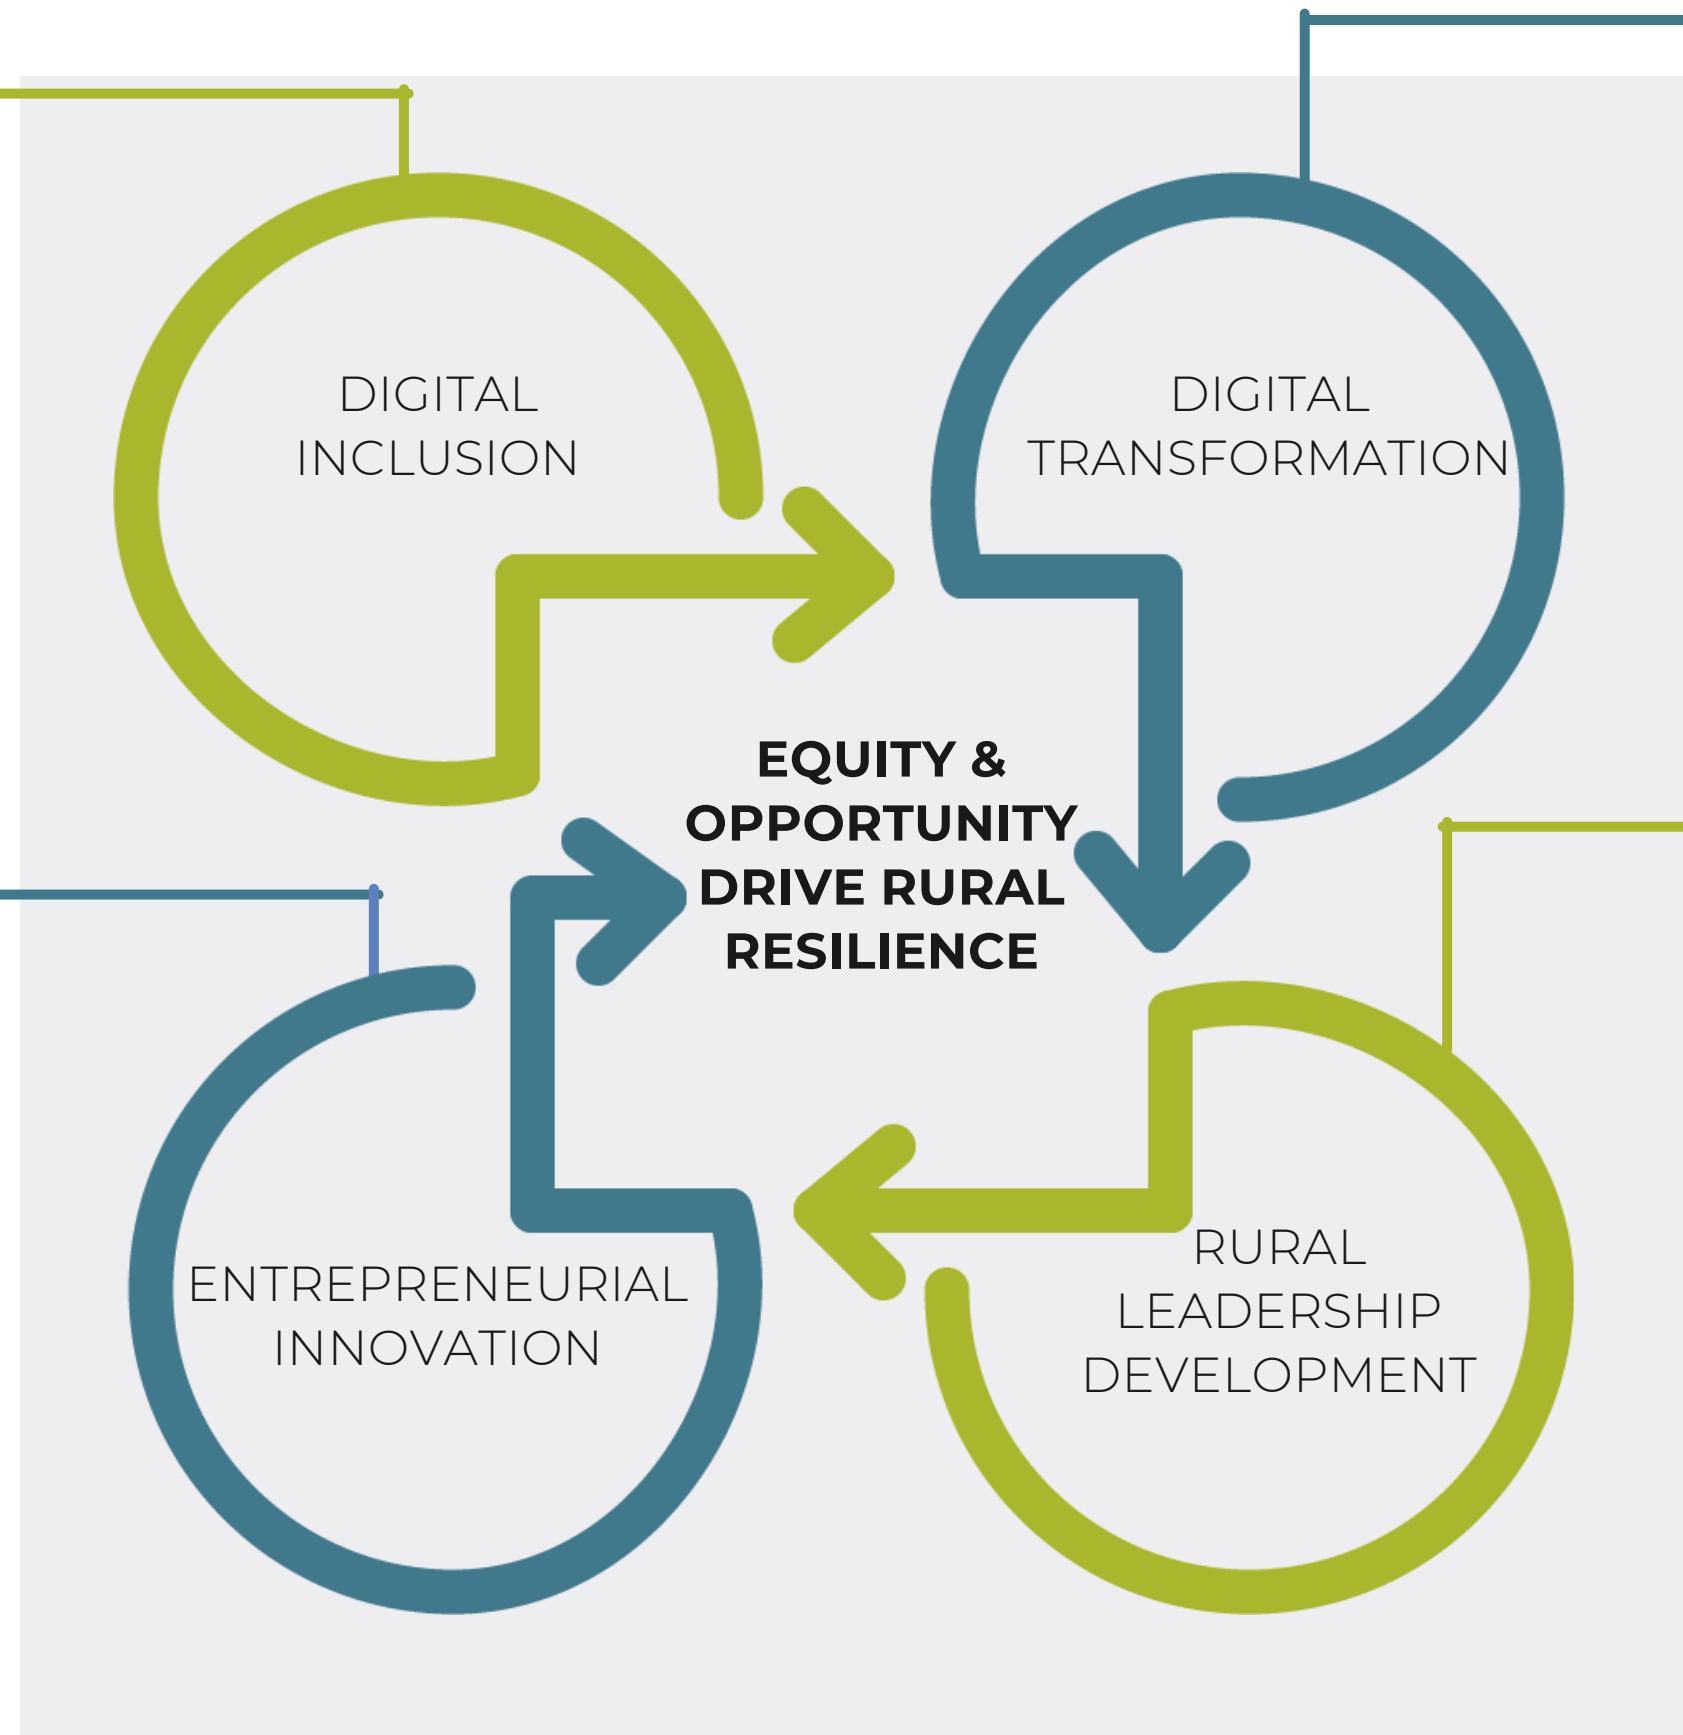 DIGITAL
INCLUSION
DIGITAL
TRANSFORMATION
EQUITY &
OPPORTUNITY
DRIVE RURAL
RESILIENCE
ENTREPRENEURIAL
INNOVATION
RURAL
LEADERSHIP
DEVELOPMENT